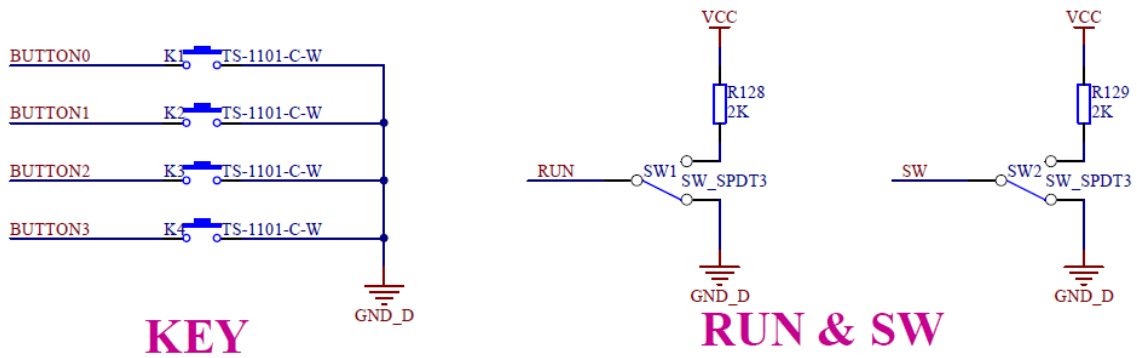 BUTTON0 K1 TS-1101-C-W
BUTTON1 K2 TS-1101-C-W
BUTTON2 K3 TS-1101-C-W
BUTTON3 K4 TS-1101-C-W
GND_D
KEY
VCC
R128
2K
RUN SW1
SW_SPDT3
GND_D
VCC
R129
2K
SW SW2
SW_SPDT3
GND_D
RUN & SW